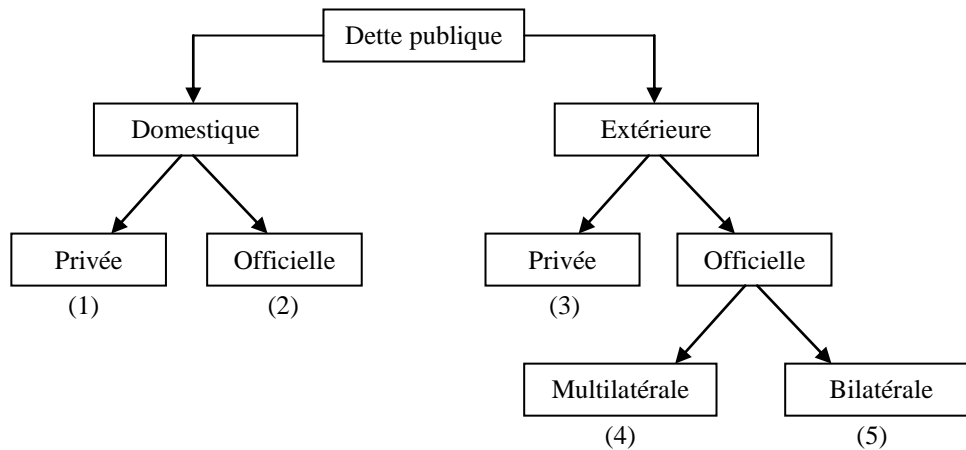 Dette publique
Domestique Extérieure
Privée Officielle Privée Officielle
(1) (2) (3)
Multilatérale Bilatérale
(4) (5)